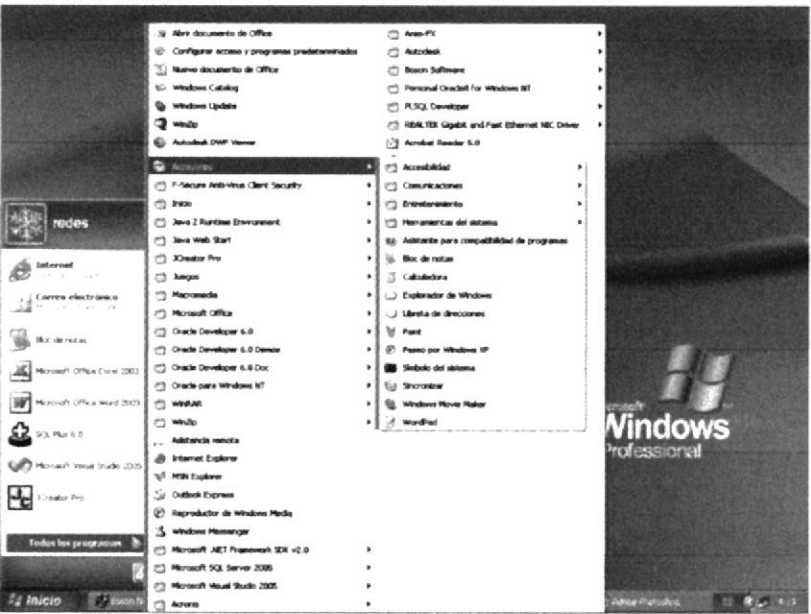 Abrir documento de Office
Configurar acceso y programas predeterminados
Nuevo documento de Office
Windows Catalog
Windows Update
WinZip
Autodesk DWF Viewer
Accesorios
F-Secure Anti-Virus Client Security
Inicio
Java 2 Runtime Environment
Java Web Start
JCreator Pro
Juegos
Macromedia
Microsoft Office
Oracle Developer 6.0
Oracle Developer 6.0 Demos
Oracle Developer 6.0 Doc
Oracle para Windows NT
WinRAR
WinZip
Asistencia remota
Internet Explorer
MSN Explorer
Outlook Express
Reproductor de Windows Media
Windows Messenger
Microsoft .NET Framework SDK v2.0
Microsoft SQL Server 2005
Microsoft Visual Studio 2005
Acronis
Ares-FX
Autodesk
Boson Software
Personal Oracle8 for Windows NT
PLSQL Developer
REALTEK Gigabit and Fast Ethernet NIC Driver
Acrobat Reader 5.0
Accesibilidad
Comunicaciones
Entretenimiento
Herramientas del sistema
Asistente para compatibilidad de programas
Bloc de notas
Calculadora
Explorador de Windows
Libreta de direcciones
Paint
Paseo por Windows XP
Símbolo del sistema
Sincronizar
Windows Movie Maker
WordPad
redes
Internet
Correo electrónico
Bloc de notas
Microsoft Office Excel 2003
Microsoft Office Word 2003
SQL Plus 8.0
Microsoft Visual Studio 2005
JCreator Pro
Todos los programas
Inicio
Microsoft
Windows
Professional